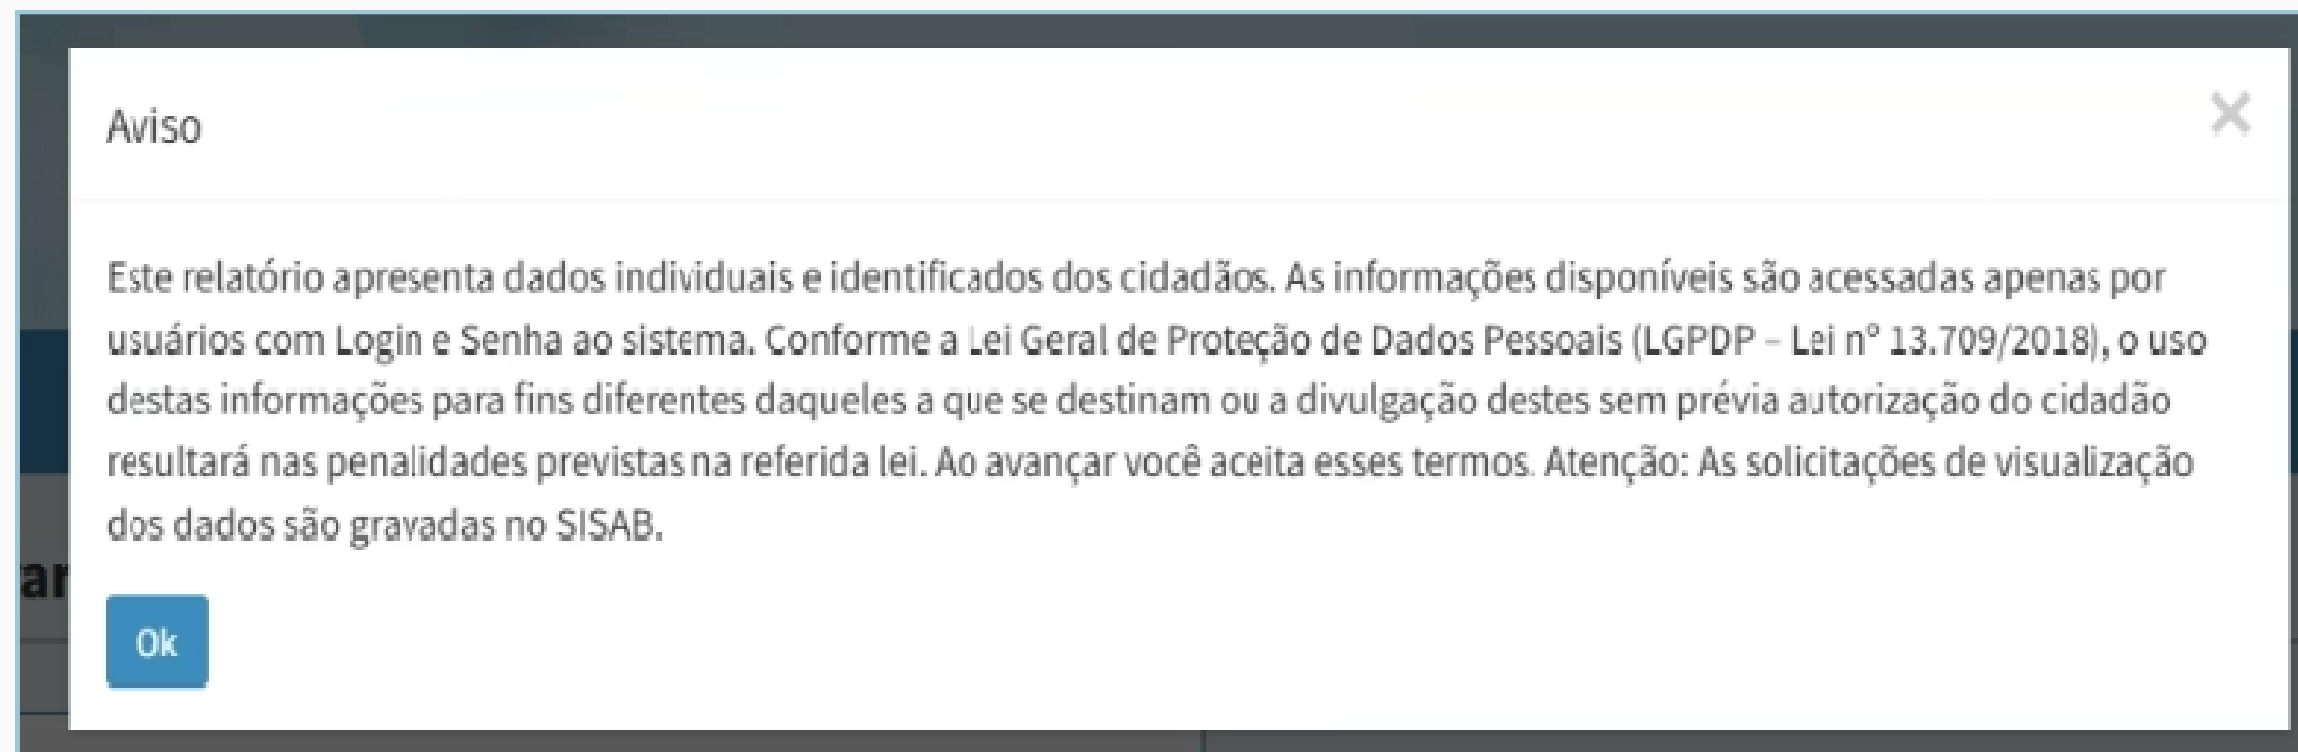 Aviso
Este relatório apresenta dados individuais e identificados dos cidadãos. As informações disponíveis são acessadas apenas por
usuários com Login e Senha ao sistema. Conforme a Lei Geral de Proteção de Dados Pessoais (LGPDP – Lei nº 13.709/2018), o uso
destas informações para fins diferentes daqueles a que se destinam ou a divulgação destes sem prévia autorização do cidadão
resultará nas penalidades previstas na referida lei. Ao avançar você aceita esses termos. Atenção: As solicitações de visualização
dos dados são gravadas no SISAB.
ar
Ok